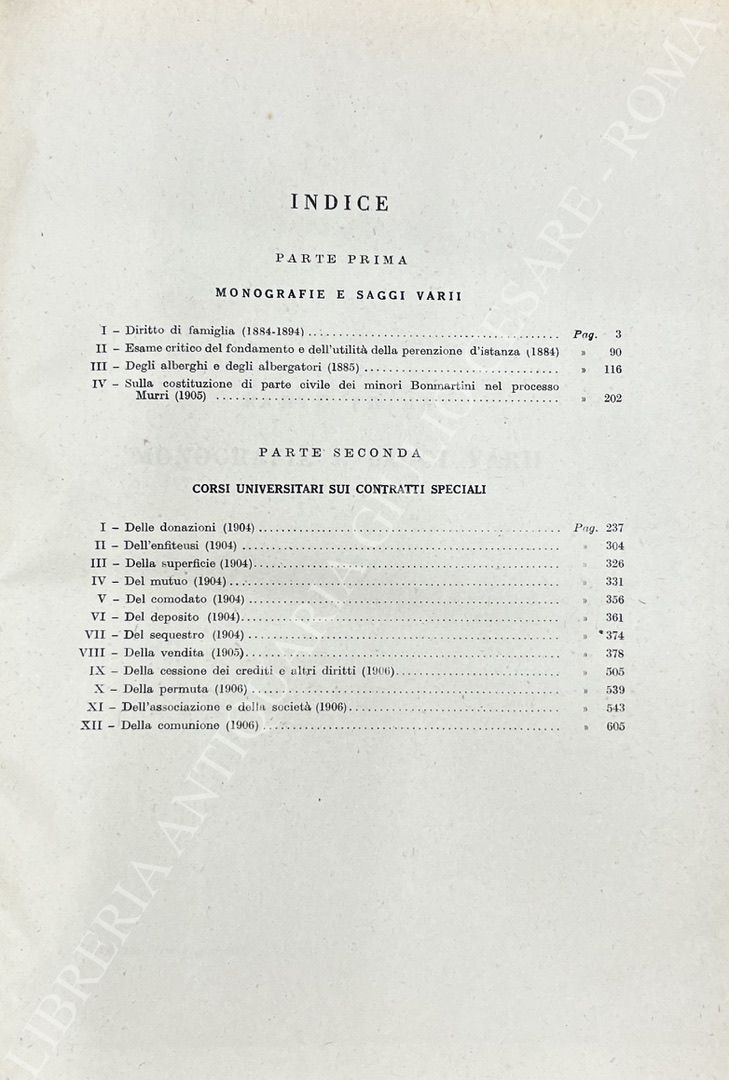 INDICE
PARTE PRIMA
MONOGRAFIE E SAGGI VARII
I – Diritto di famiglia (1884-1894) ........ Pag. 3
II – Esame critico del fondamento e dell'utilità della perenzione d'istanza (1884) » 90
III – Degli alberghi e degli albergatori (1885) ........ » 116
IV – Sulla costituzione di parte civile dei minori Bonmartini nel processo
Murri (1905) ........ » 202
PARTE SECONDA
CORSI UNIVERSITARI SUI CONTRATTI SPECIALI
I – Delle donazioni (1904) ........ Pag. 237
II – Dell'enfiteusi (1904) ........ » 304
III – Della superficie (1904) ........ » 326
IV – Del mutuo (1904) ........ » 331
V – Del comodato (1904) ........ » 356
VI – Del deposito (1904) ........ » 361
VII – Del sequestro (1904) ........ » 374
VIII – Della vendita (1905) ........ » 378
IX – Della cessione dei crediti e altri diritti (1906) ........ » 505
X – Della permuta (1906) ........ » 539
XI – Dell'associazione e della società (1906) ........ » 543
XII – Della comunione (1906) ........ » 605
LIBRERIA ANTIQUARIA GIULIO CESARE - ROMA